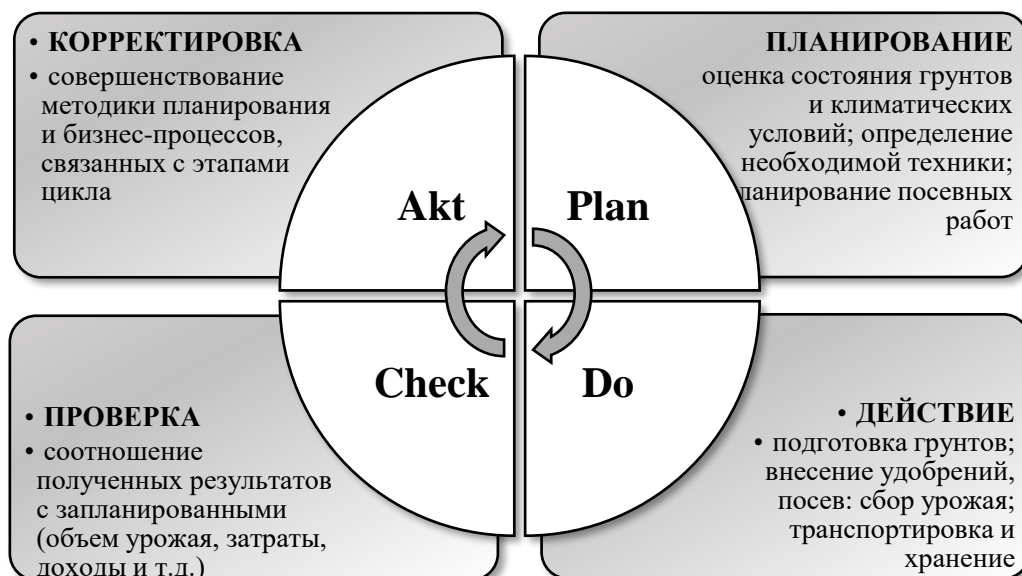 • КОРРЕКТИРОВКА
• совершенствование
методики планирования
и бизнес-процессов,
связанных с этапами
цикла
ПЛАНИРОВАНИЕ
оценка состояния грунтов
и климатических
условий; определение
необходимой техники;
ланирование посевных
работ
Akt
Plan
Check
Do
• ПРОВЕРКА
• соотношение
полученных результатов
с запланированными
(объем урожая, затраты,
доходы и т.д.)
• ДЕЙСТВИЕ
• подготовка грунтов;
внесение удобрений,
посев: сбор урожая;
транспортировка и
хранение